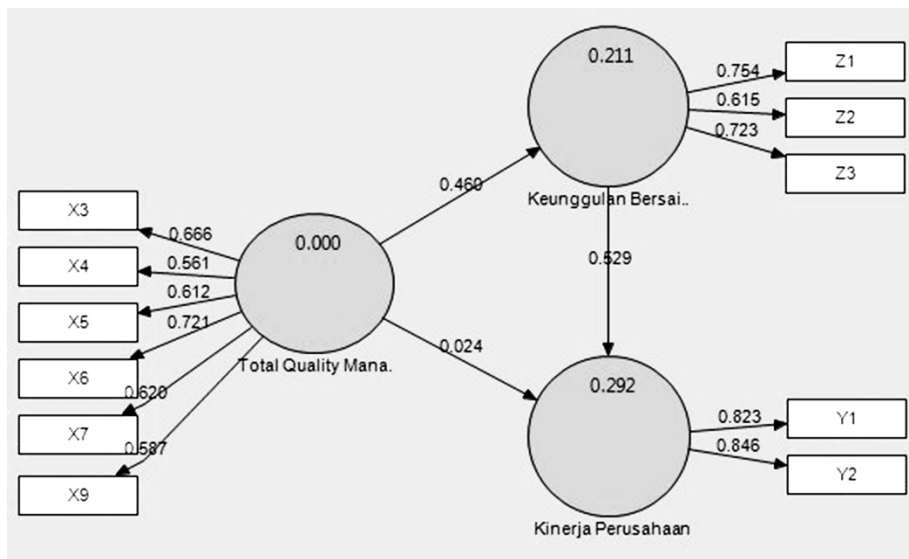 0.211
0.754
Z1
0.615
Z2
0.723
Z3
Keunggulan Bersai..
0.460
X3
0.666
0.000
X4
0.561
0.529
X5
0.612
0.721
X6
Total Quality Mana.
0.024
0.292
0.620
X7
0.823
Y1
0.587
0.846
Y2
X9
Kinerja Perusahaan